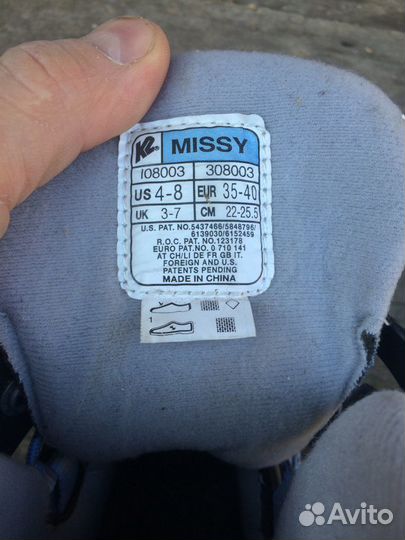 K2 MISSY
108003 308003
US 4-8 EUR 35-40
UK 3-7 CM 22-25.5
U.S. PAT. NO. 5437466/5848796/
6139030/6152459
R.O.C. PAT. NO. 123178
EURO PAT. NO. 0 710 141
AT CH/LI DE FR GB IT.
FOREIGN AND U.S.
PATENTS PENDING
MADE IN CHINA
1
Avito